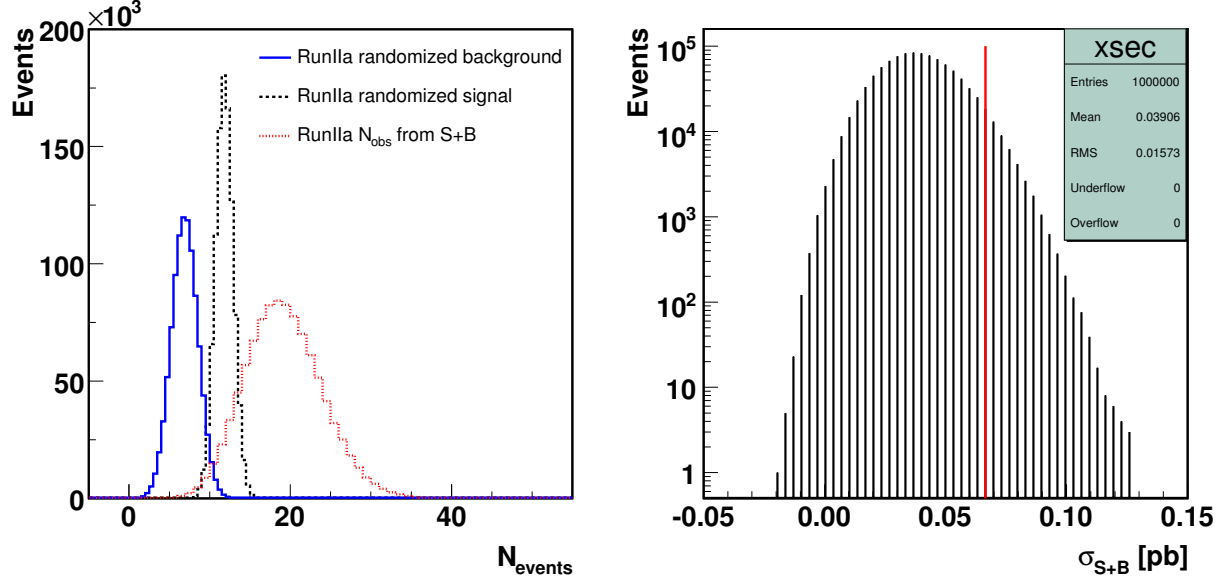 ×10³
Events
200
150
100
50
0
RunIIa randomized background
RunIIa randomized signal
RunIIa N_obs from S+B
0 20 40
N_events
Events
10⁵
10⁴
10³
10²
10
1
xsec
Entries 1000000
Mean 0.03906
RMS 0.01573
Underflow 0
Overflow 0
-0.05 0.00 0.05 0.10 0.15
σ_S+B [pb]